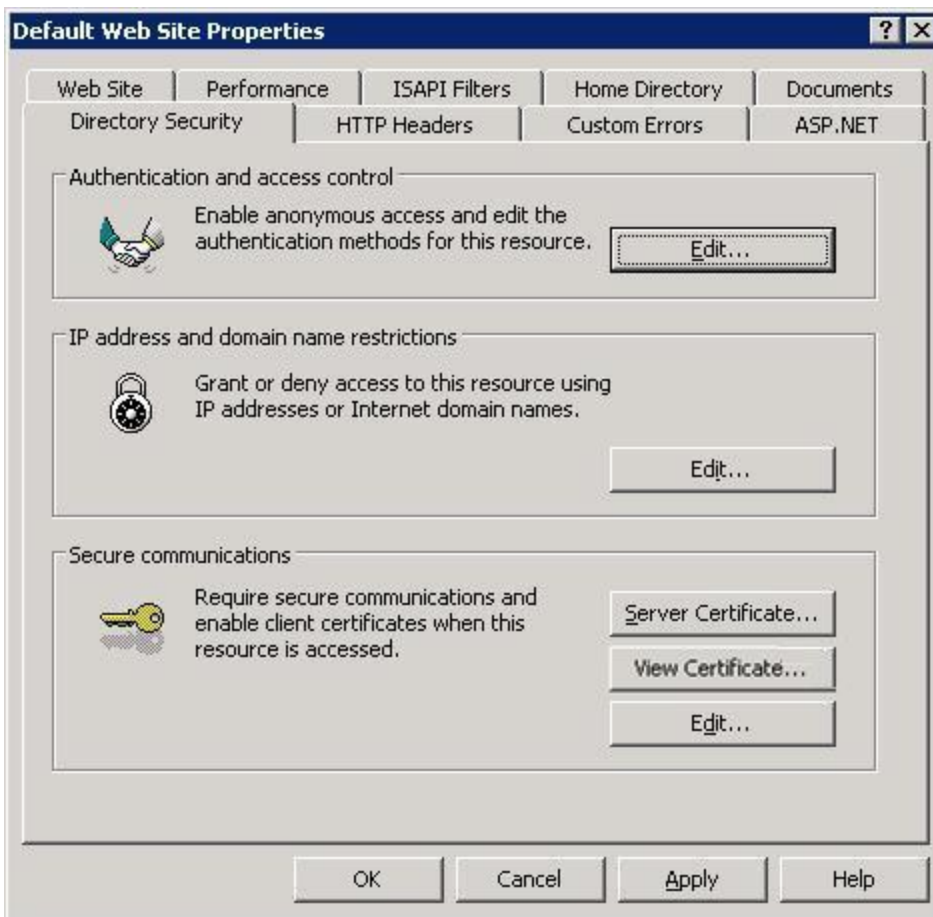 Default Web Site Properties
Web Site Performance ISAPI Filters Home Directory Documents
Directory Security HTTP Headers Custom Errors ASP.NET
Authentication and access control
Enable anonymous access and edit the
authentication methods for this resource.
Edit...
IP address and domain name restrictions
Grant or deny access to this resource using
IP addresses or Internet domain names.
Edit...
Secure communications
Require secure communications and
enable client certificates when this
resource is accessed.
Server Certificate...
View Certificate...
Edit...
OK Cancel Apply Help